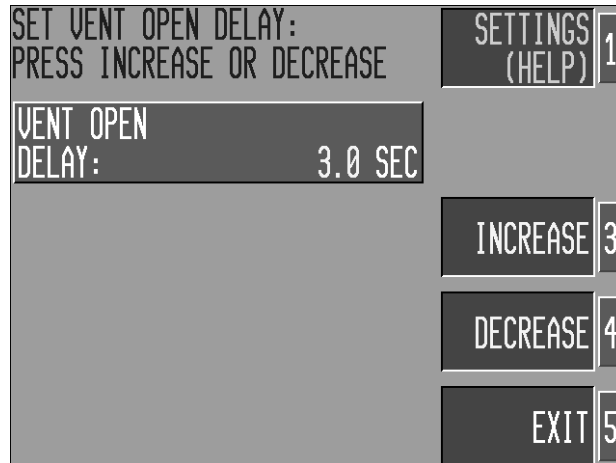 SET VENT OPEN DELAY:
PRESS INCREASE OR DECREASE
SETTINGS
(HELP)
1
VENT OPEN
DELAY: 3.0 SEC
INCREASE 3
DECREASE 4
EXIT 5